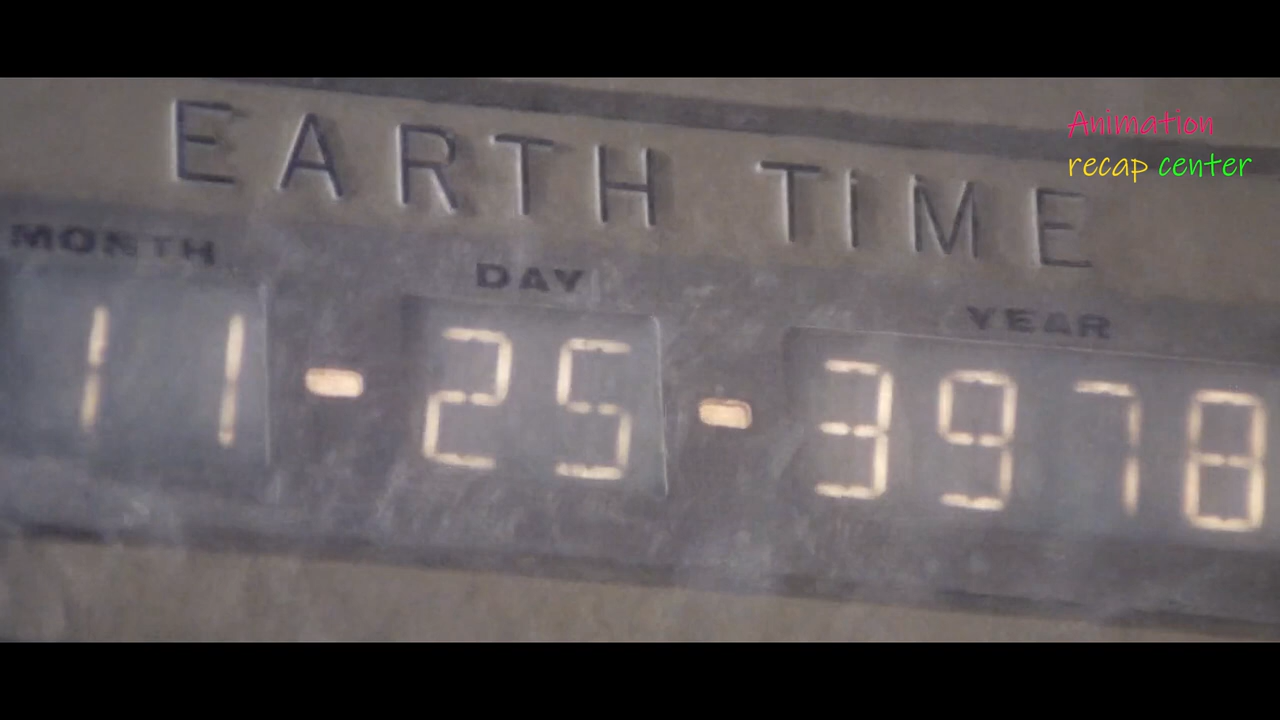 Animation
recap center
EARTH TIME
MONTH DAY YEAR
11 - 25 - 3978